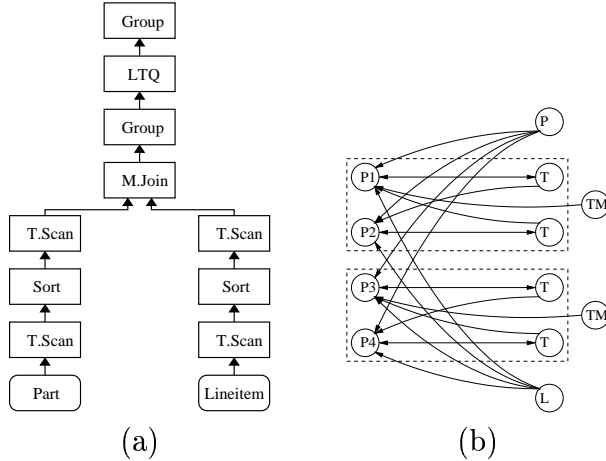 Group
LTQ
Group
M.Join
T.Scan T.Scan
Sort Sort
T.Scan T.Scan
Part Lineitem
(a)
P
P1 T
TM
P2 T
P3 T
TM
P4 T
L
(b)